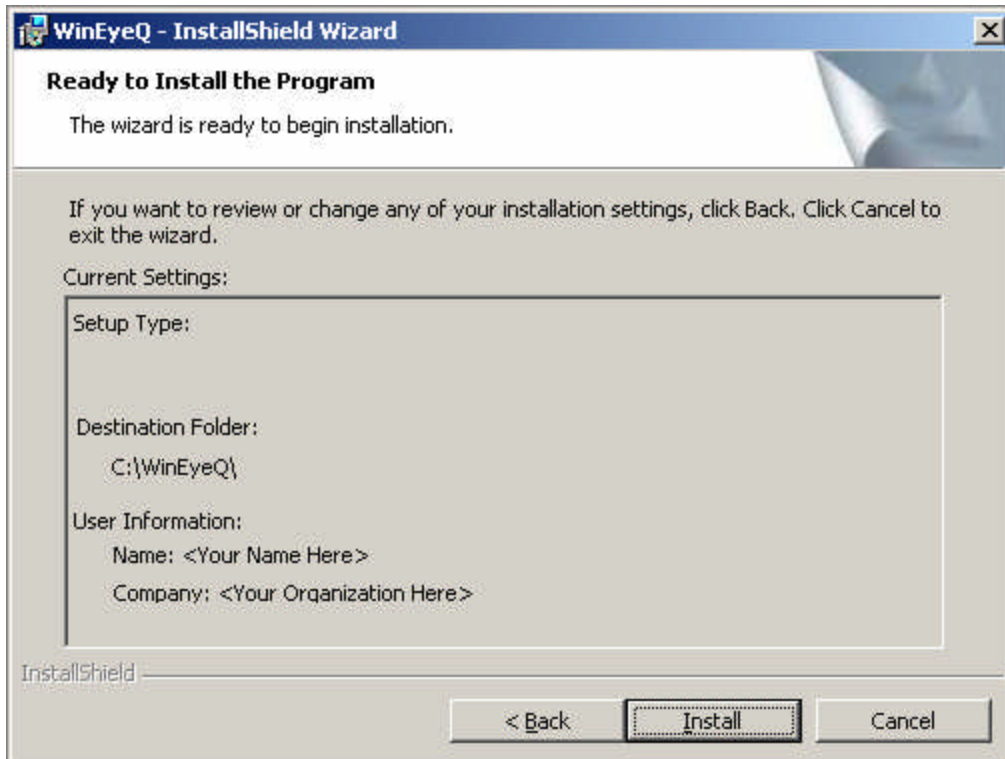 WinEyeQ - InstallShield Wizard
Ready to Install the Program
The wizard is ready to begin installation.
If you want to review or change any of your installation settings, click Back. Click Cancel to
exit the wizard.
Current Settings:
Setup Type:
Destination Folder:
C:\WinEyeQ\
User Information:
Name: <Your Name Here>
Company: <Your Organization Here>
InstallShield
< Back
Install
Cancel